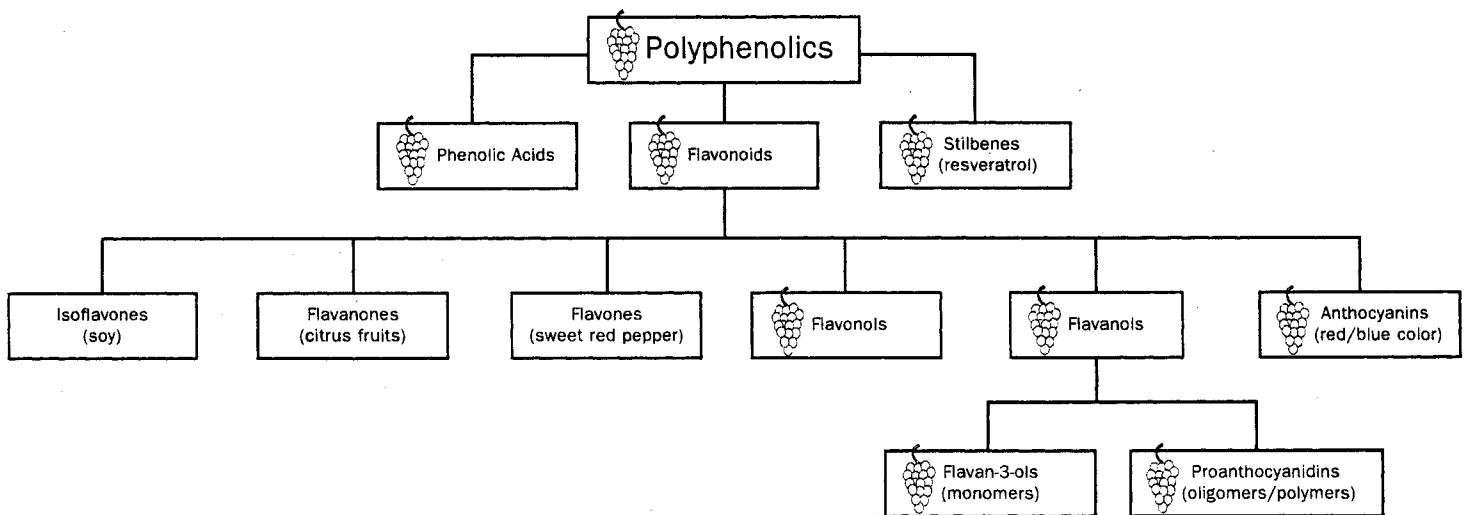 Polyphenolics
Phenolic Acids
Flavonoids
Stilbenes
(resveratrol)
Isoflavones
(soy)
Flavanones
(citrus fruits)
Flavones
(sweet red pepper)
Flavonols
Flavanols
Anthocyanins
(red/blue color)
Flavan-3-ols
(monomers)
Proanthocyanidins
(oligomers/polymers)